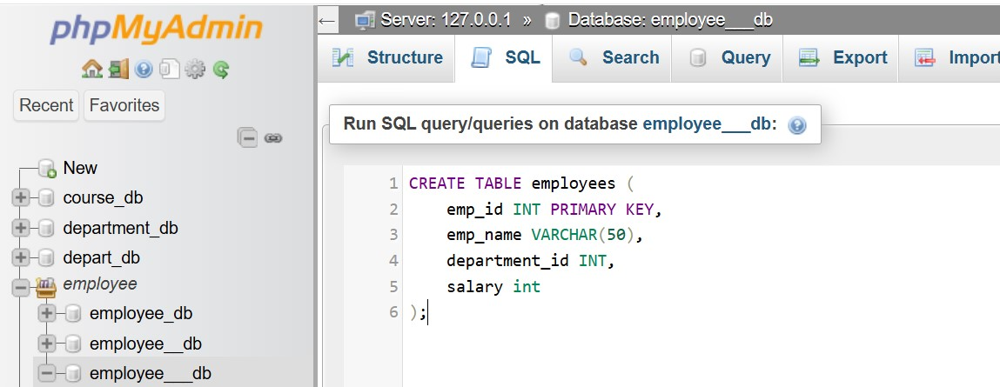 phpMyAdmin
Recent Favorites
New
course_db
department_db
depart_db
employee
employee_db
employee__db
employee___db
← Server: 127.0.0.1 » Database: employee___db
Structure SQL Search Query Export Import
Run SQL query/queries on database employee___db:
1 CREATE TABLE employees (
2 emp_id INT PRIMARY KEY,
3 emp_name VARCHAR(50),
4 department_id INT,
5 salary int
6 );